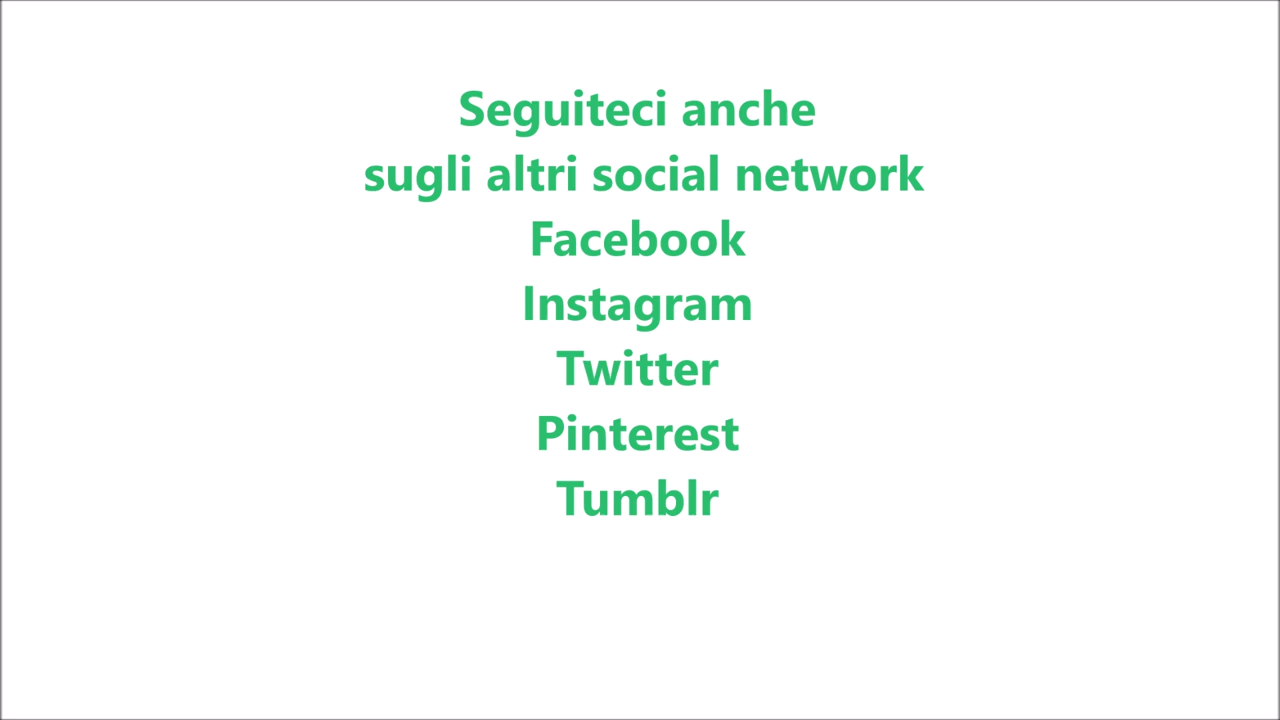 Seguiteci anche
sugli altri social network
Facebook
Instagram
Twitter
Pinterest
Tumblr